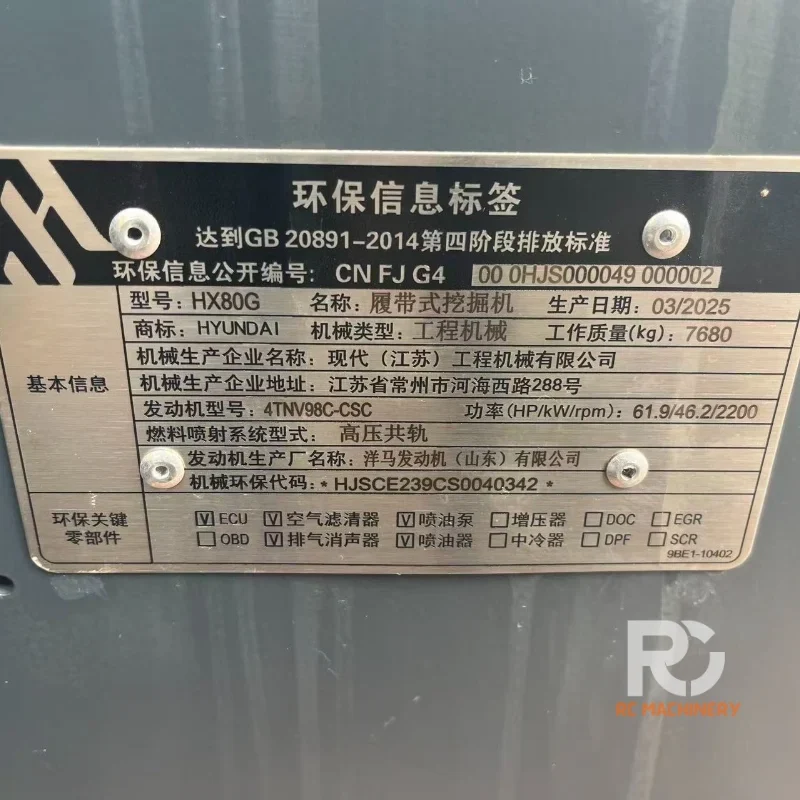 环保信息标签
达到GB 20891-2014第四阶段排放标准
环保信息公开编号: CN FJ G4 00 0HJS000049 000002
基本信息
型号: HX80G 名称: 履带式挖掘机 生产日期: 03/2025
商标: HYUNDAI 机械类型: 工程机械 工作质量(kg): 7680
机械生产企业名称: 现代（江苏）工程机械有限公司
机械生产企业地址: 江苏省常州市河海西路288号
发动机型号: 4TNV98C-CSC 功率(HP/kW/rpm): 61.9/46.2/2200
燃料喷射系统型式: 高压共轨
发动机生产厂名称: 洋马发动机（山东）有限公司
机械环保代码: *HJSCE239CS0040342*
环保关键
零部件
☑ECU ☑空气滤清器 ☑喷油泵 ☐增压器 ☐DOC ☐EGR
☐OBD ☑排气消声器 ☑喷油器 ☐中冷器 ☐DPF ☐SCR
9BE1-10402
RC
RC MACHINERY